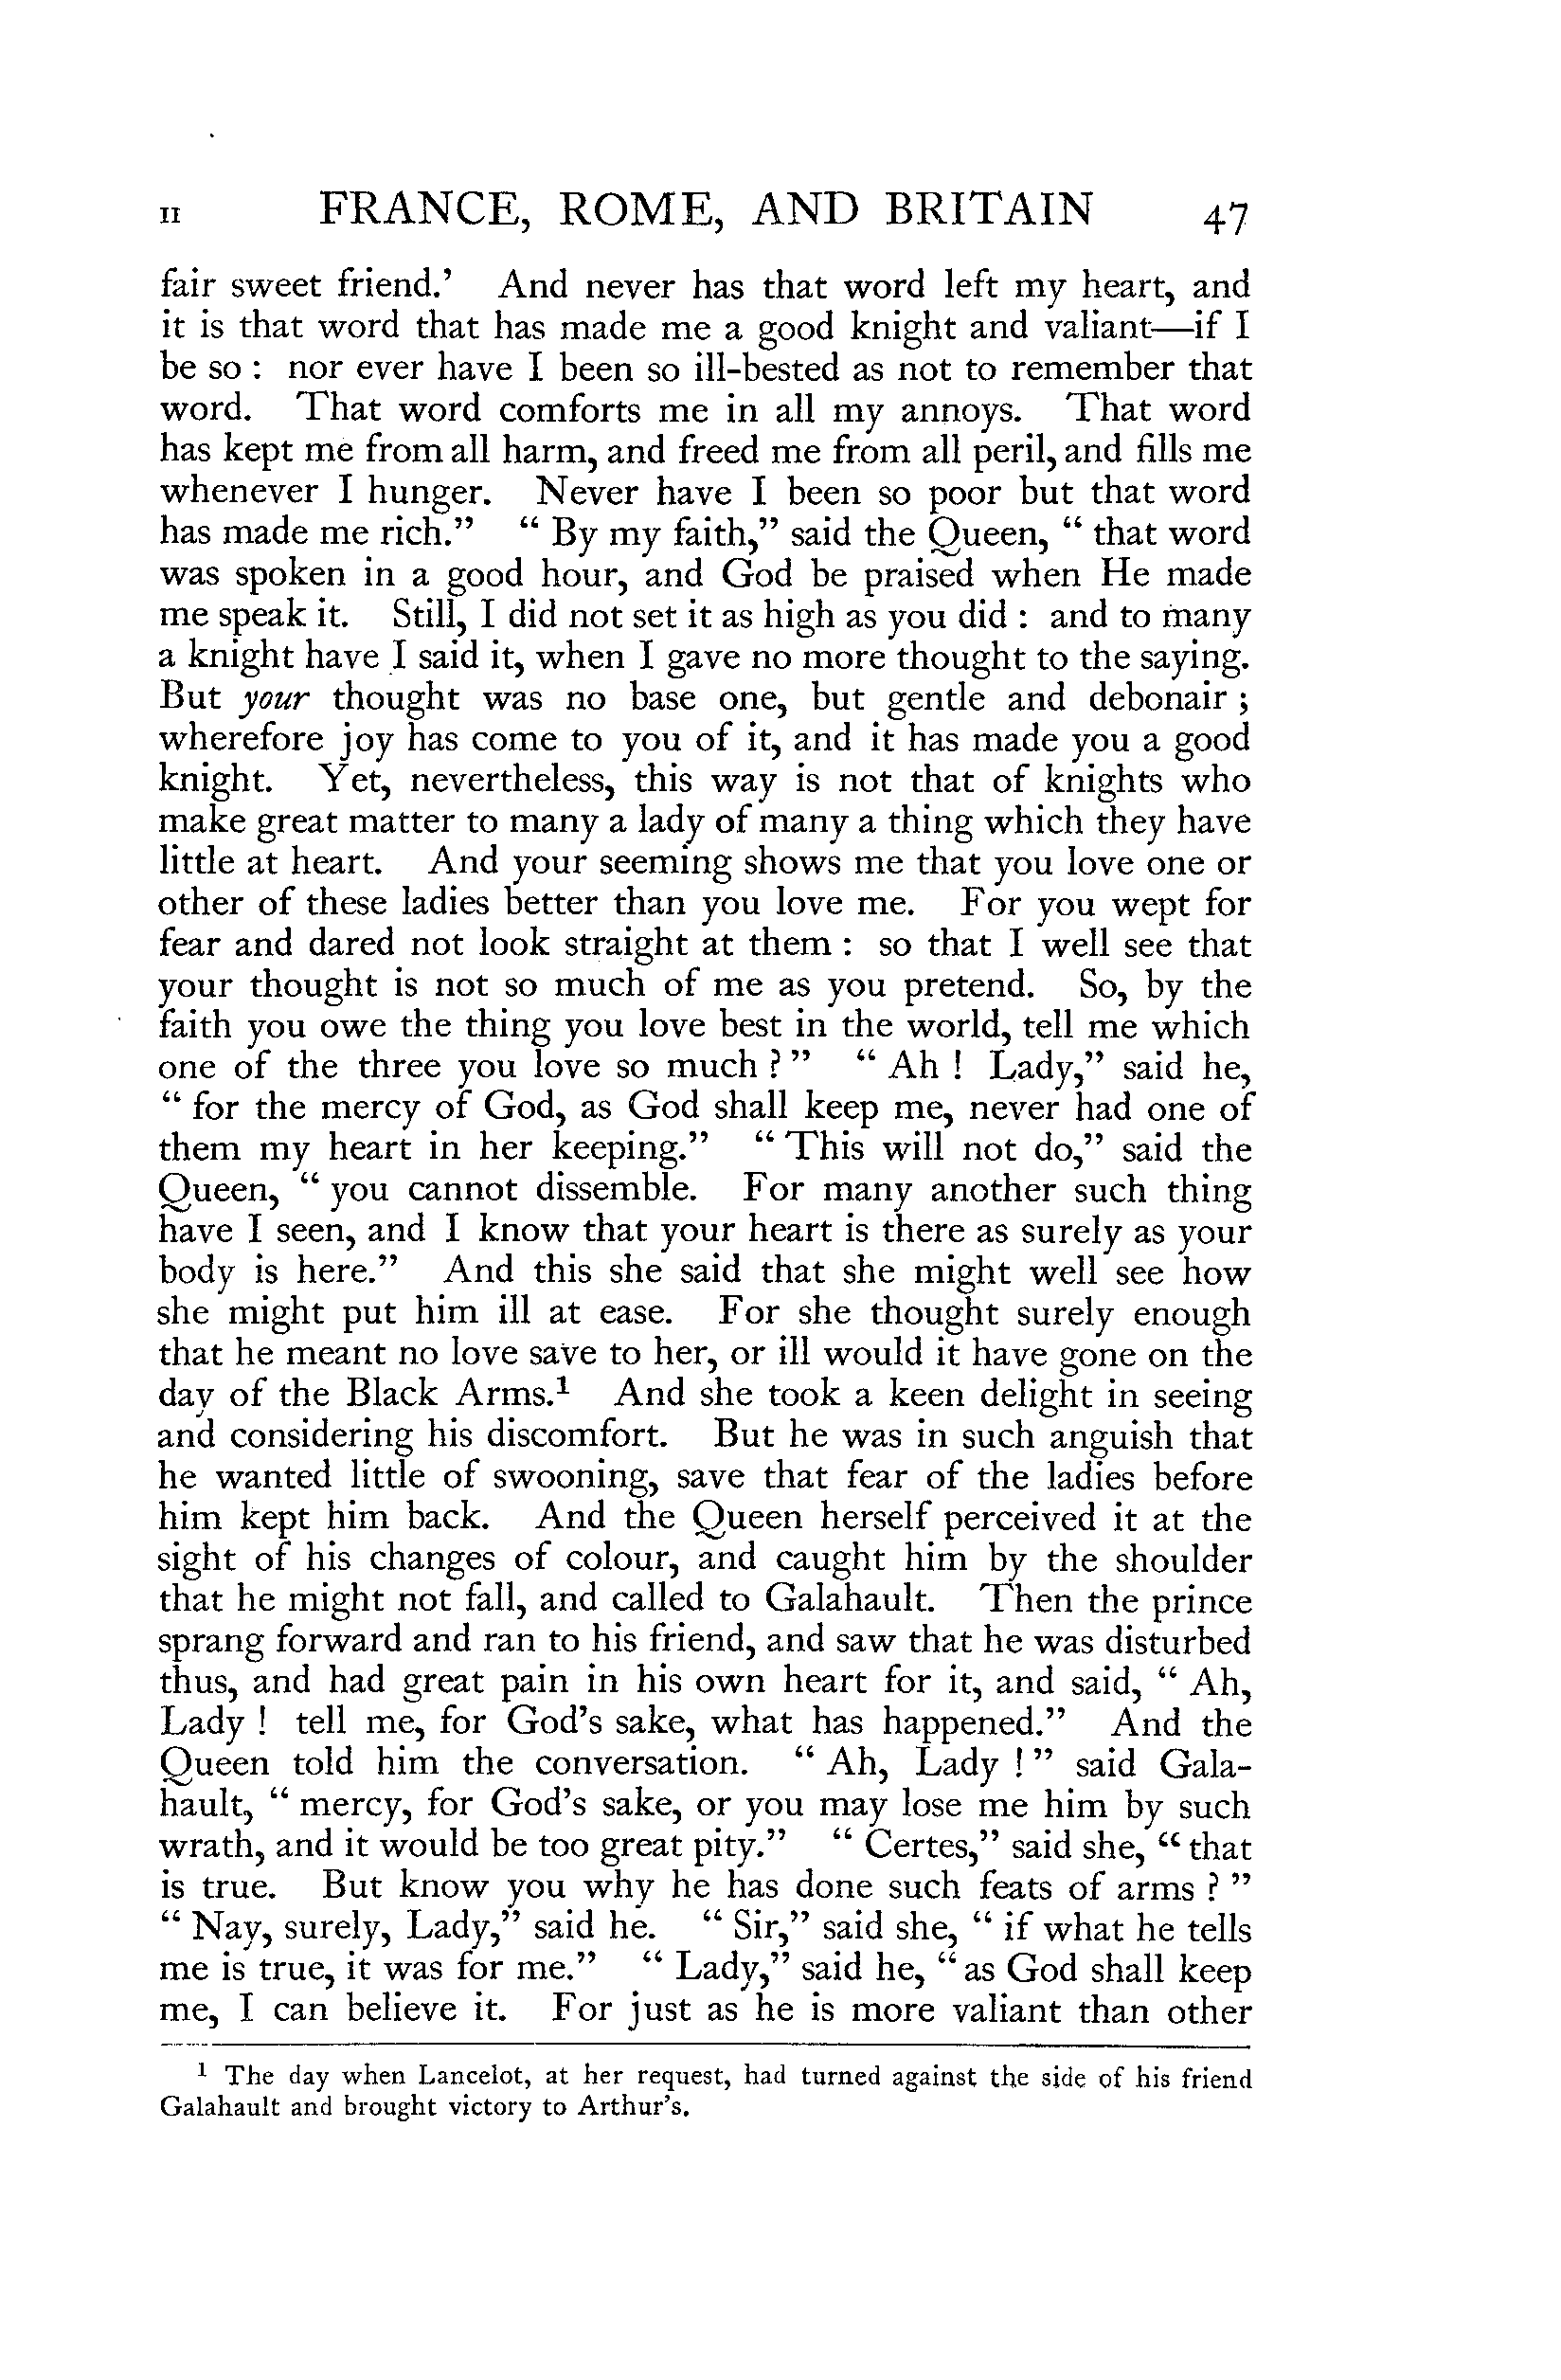 II FRANCE, ROME, AND BRITAIN 47
fair sweet friend.’ And never has that word left my heart, and
it is that word that has made me a good knight and valiant—if I
be so : nor ever have I been so ill-bested as not to remember that
word. That word comforts me in all my annoys. That word
has kept me from all harm, and freed me from all peril, and fills me
whenever I hunger. Never have I been so poor but that word
has made me rich.” “ By my faith,” said the Queen, “ that word
was spoken in a good hour, and God be praised when He made
me speak it. Still, I did not set it as high as you did : and to many
a knight have I said it, when I gave no more thought to the saying.
But your thought was no base one, but gentle and debonair ;
wherefore joy has come to you of it, and it has made you a good
knight. Yet, nevertheless, this way is not that of knights who
make great matter to many a lady of many a thing which they have
little at heart. And your seeming shows me that you love one or
other of these ladies better than you love me. For you wept for
fear and dared not look straight at them : so that I well see that
your thought is not so much of me as you pretend. So, by the
faith you owe the thing you love best in the world, tell me which
one of the three you love so much ? ” “ Ah ! Lady,” said he,
“ for the mercy of God, as God shall keep me, never had one of
them my heart in her keeping.” “ This will not do,” said the
Queen, “ you cannot dissemble. For many another such thing
have I seen, and I know that your heart is there as surely as your
body is here.” And this she said that she might well see how
she might put him ill at ease. For she thought surely enough
that he meant no love save to her, or ill would it have gone on the
day of the Black Arms.¹ And she took a keen delight in seeing
and considering his discomfort. But he was in such anguish that
he wanted little of swooning, save that fear of the ladies before
him kept him back. And the Queen herself perceived it at the
sight of his changes of colour, and caught him by the shoulder
that he might not fall, and called to Galahault. Then the prince
sprang forward and ran to his friend, and saw that he was disturbed
thus, and had great pain in his own heart for it, and said, “ Ah,
Lady ! tell me, for God’s sake, what has happened.” And the
Queen told him the conversation. “ Ah, Lady ! ” said Gala-
hault, “ mercy, for God’s sake, or you may lose me him by such
wrath, and it would be too great pity.” “ Certes,” said she, “ that
is true. But know you why he has done such feats of arms ? ”
“ Nay, surely, Lady,” said he. “ Sir,” said she, “ if what he tells
me is true, it was for me.” “ Lady,” said he, “ as God shall keep
me, I can believe it. For just as he is more valiant than other
¹ The day when Lancelot, at her request, had turned against the side of his friend
Galahault and brought victory to Arthur’s.